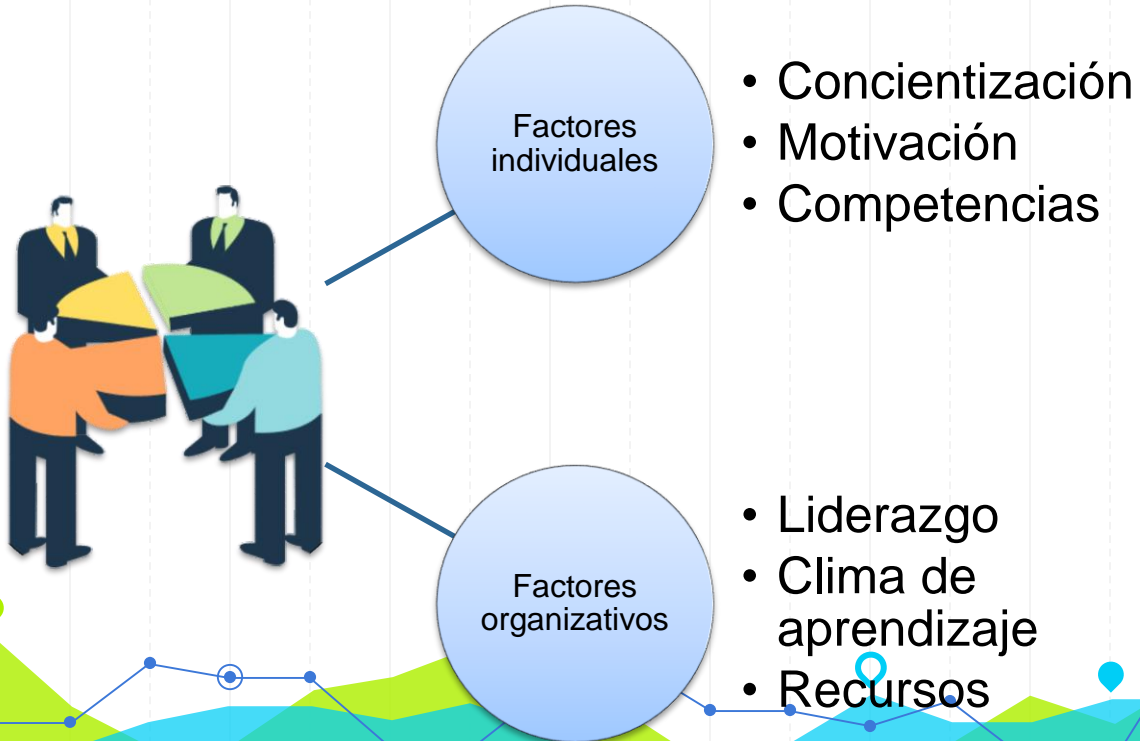 Factores
individuales
• Concientización
• Motivación
• Competencias
Factores
organizativos
• Liderazgo
• Clima de
aprendizaje
• Recursos